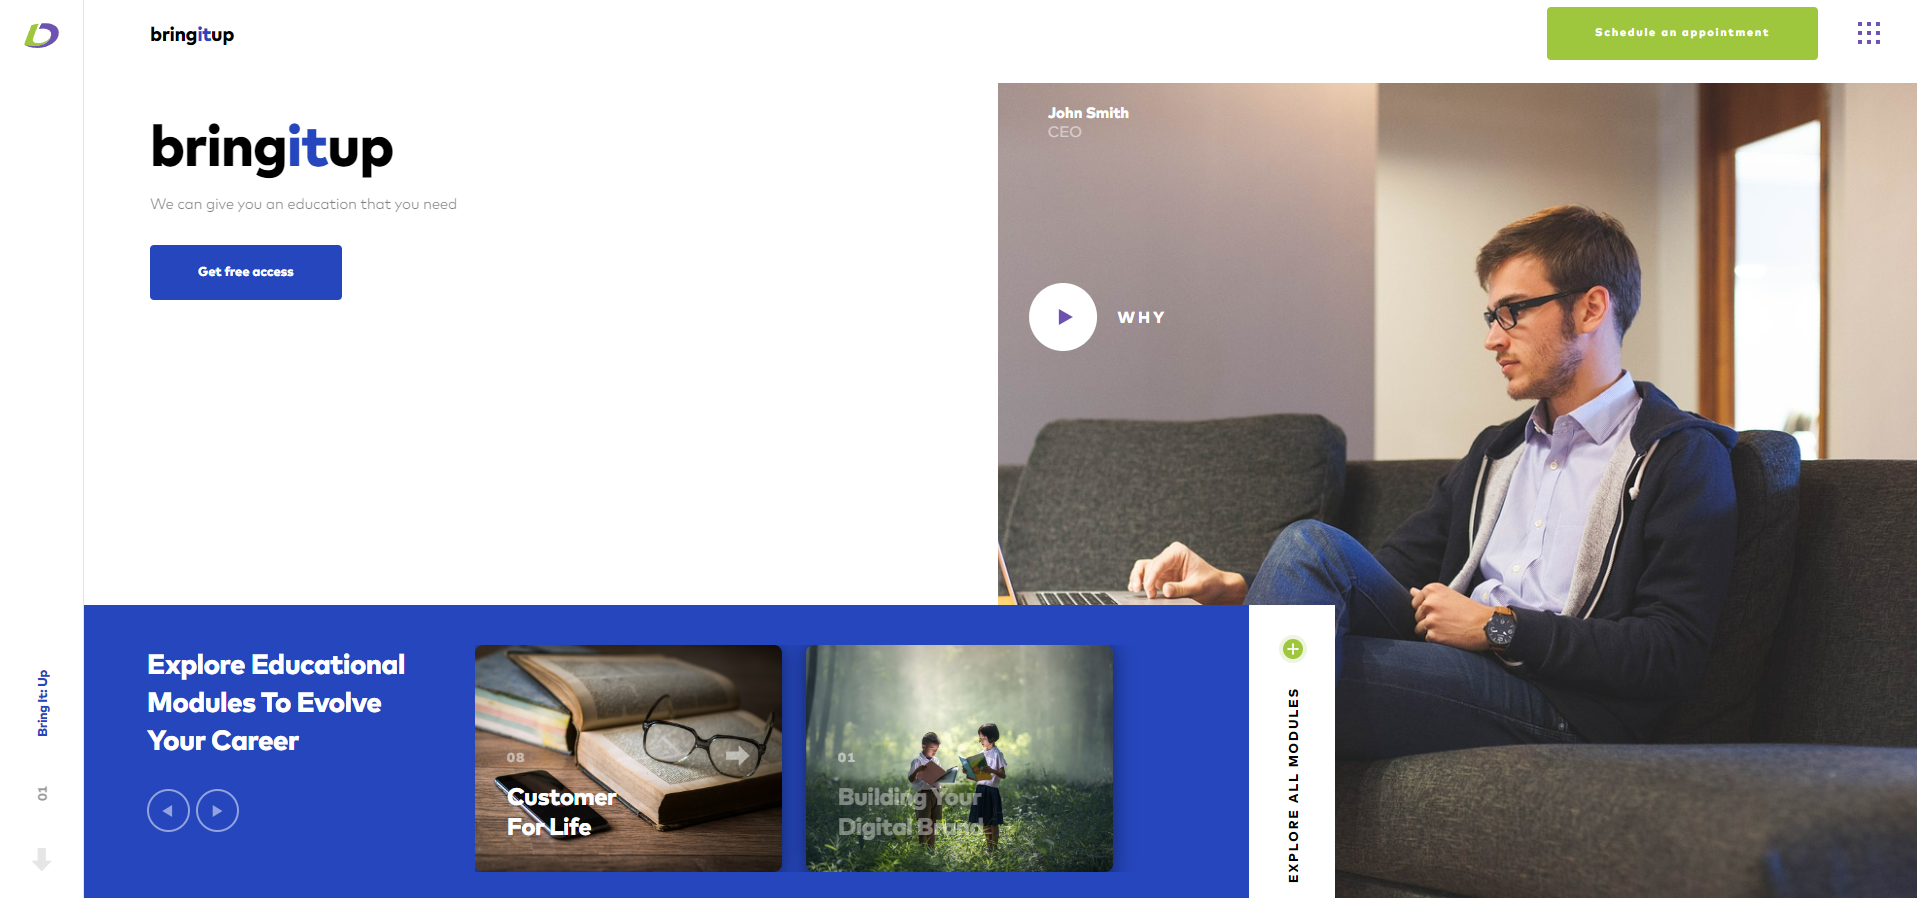 bringitup
Schedule an appointment
bringitup
We can give you an education that you need
Get free access
John Smith
CEO
WHY
Explore Educational
Modules To Evolve
Your Career
08
Customer
For Life
01
Building Your
Digital Brand
EXPLORE ALL MODULES
Bring It: Up
01